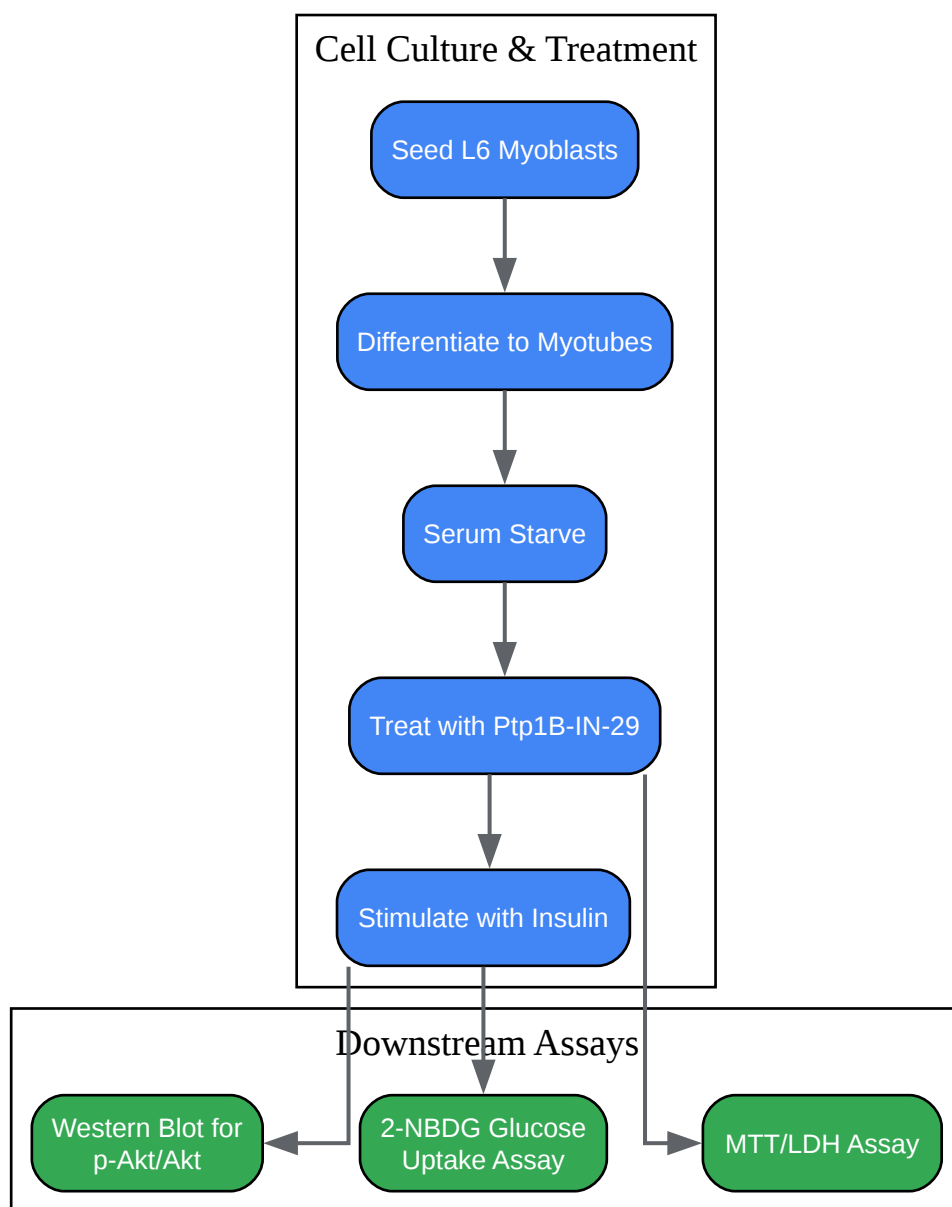 Cell Culture & Treatment
Seed L6 Myoblasts
Differentiate to Myotubes
Serum Starve
Treat with Ptp1B-IN-29
Stimulate with Insulin
Downstream Assays
Western Blot for
p-Akt/Akt
2-NBDG Glucose
Uptake Assay
MTT/LDH Assay